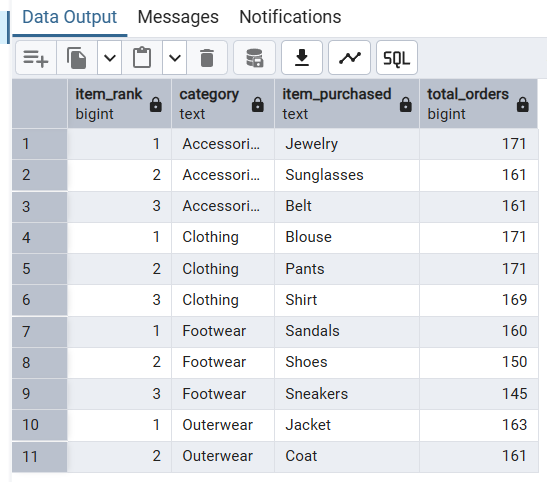 Data Output Messages Notifications
SQL
item_rank category item_purchased total_orders
bigint text text bigint
1 1 Accessori... Jewelry 171
2 2 Accessori... Sunglasses 161
3 3 Accessori... Belt 161
4 1 Clothing Blouse 171
5 2 Clothing Pants 171
6 3 Clothing Shirt 169
7 1 Footwear Sandals 160
8 2 Footwear Shoes 150
9 3 Footwear Sneakers 145
10 1 Outerwear Jacket 163
11 2 Outerwear Coat 161